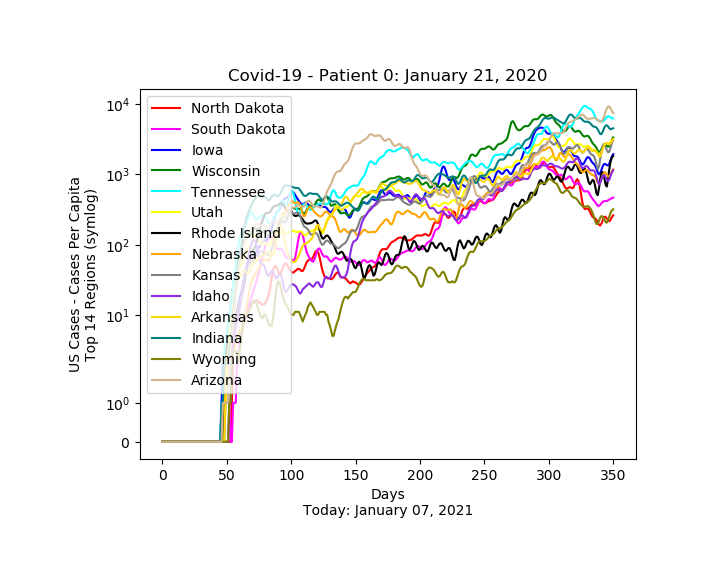 Covid-19 - Patient 0: January 21, 2020
US Cases - Cases Per Capita
Top 14 Regions (symlog)
10^4
10^3
10^2
10^1
10^0
0
North Dakota
South Dakota
Iowa
Wisconsin
Tennessee
Utah
Rhode Island
Nebraska
Kansas
Idaho
Arkansas
Indiana
Wyoming
Arizona
0 50 100 150 200 250 300 350
Days
Today: January 07, 2021